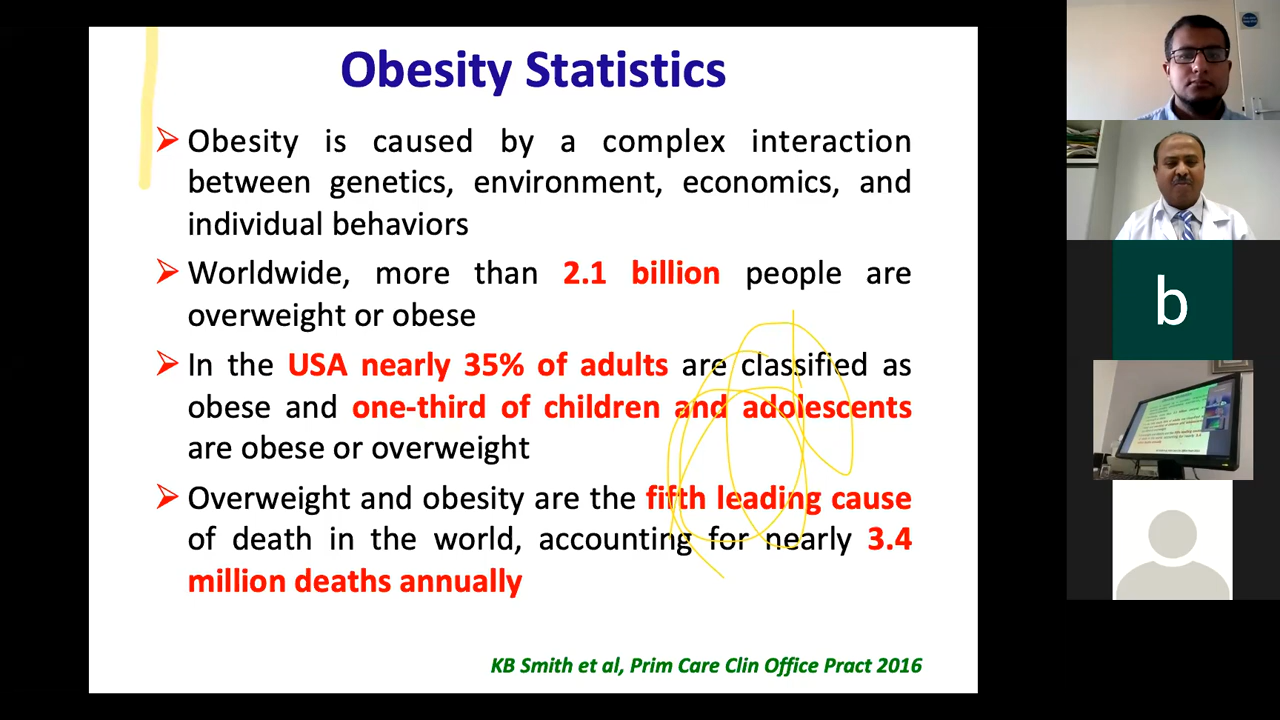 Obesity Statistics
➢ Obesity is caused by a complex interaction
between genetics, environment, economics, and
individual behaviors
➢ Worldwide, more than 2.1 billion people are
overweight or obese
➢ In the USA nearly 35% of adults are classified as
obese and one-third of children and adolescents
are obese or overweight
➢ Overweight and obesity are the fifth leading cause
of death in the world, accounting for nearly 3.4
million deaths annually
KB Smith et al, Prim Care Clin Office Pract 2016
b